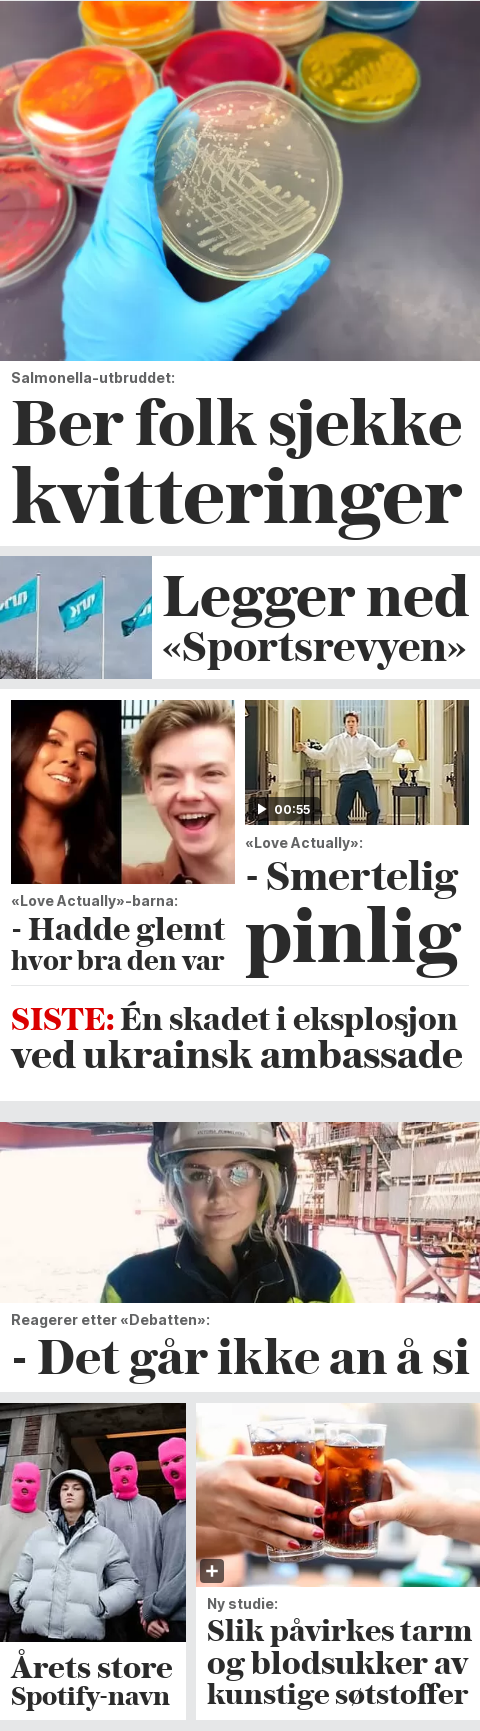 Salmonella-utbruddet:
Ber folk sjekke
kvitteringer
Legger ned
«Sportsrevyen»
«Love Actually»-barna:
- Hadde glemt
hvor bra den var
00:55
«Love Actually»:
- Smertelig
pinlig
SISTE: Én skadet i eksplosjon
ved ukrainsk ambassade
Reagerer etter «Debatten»:
- Det går ikke an å si
Årets store
Spotify-navn
Ny studie:
Slik påvirkes tarm
og blodsukker av
kunstige søtstoffer